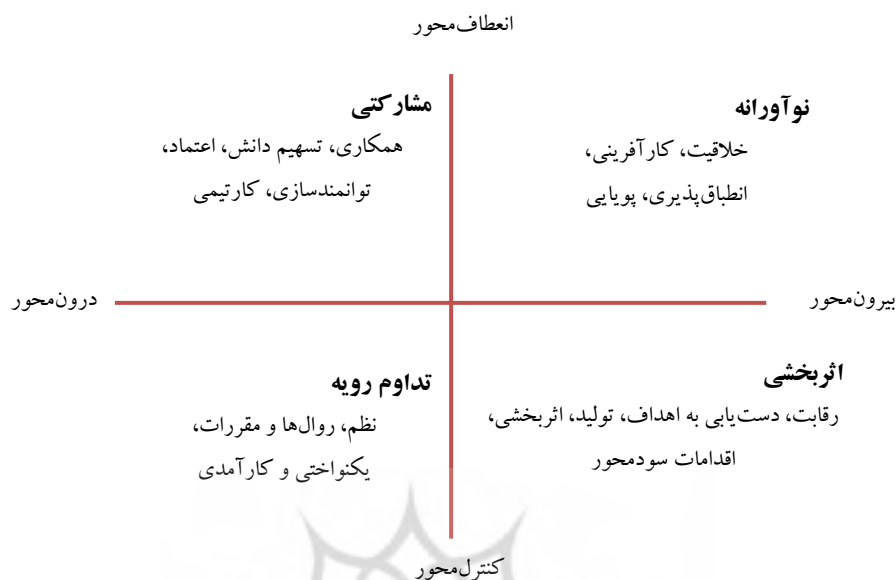 انعطاف‌محور
نوآورانه
خلاقیت، کارآفرینی،
انطباق‌پذیری، پویایی
مشارکتی
همکاری، تسهیم دانش، اعتماد،
توانمندسازی، کارتیمی
بیرون‌محور
درون‌محور
اثربخشی
رقابت، دست‌یابی به اهداف، تولید، اثربخشی،
اقدامات سودمحور
تداوم رویه
نظم، روال‌ها و مقررات،
یکنواختی و کارآمدی
کنترل‌محور